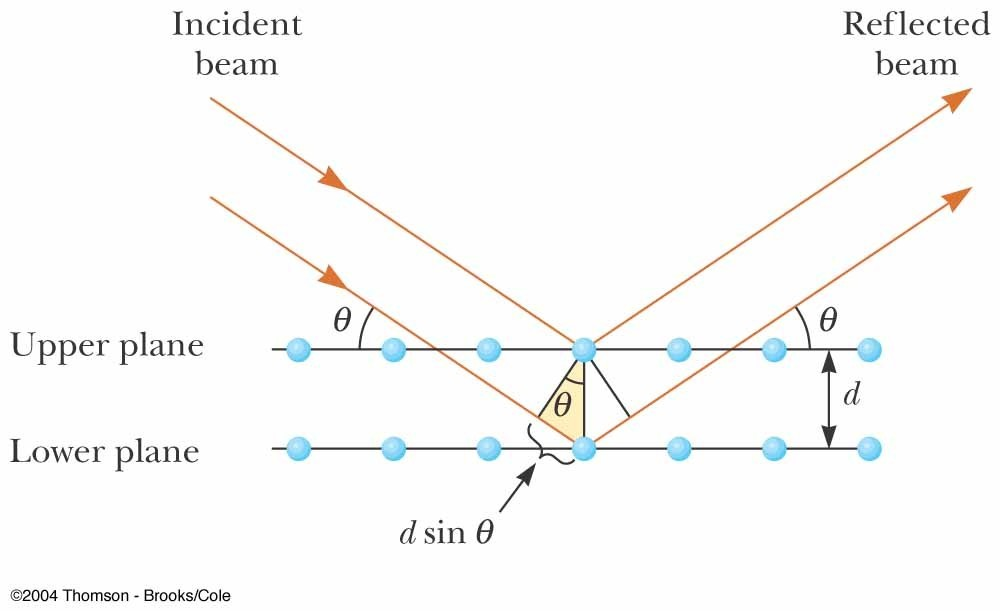 Incident
beam
Reflected
beam
θ
θ
Upper plane
θ
d
Lower plane
d sin θ
©2004 Thomson - Brooks/Cole